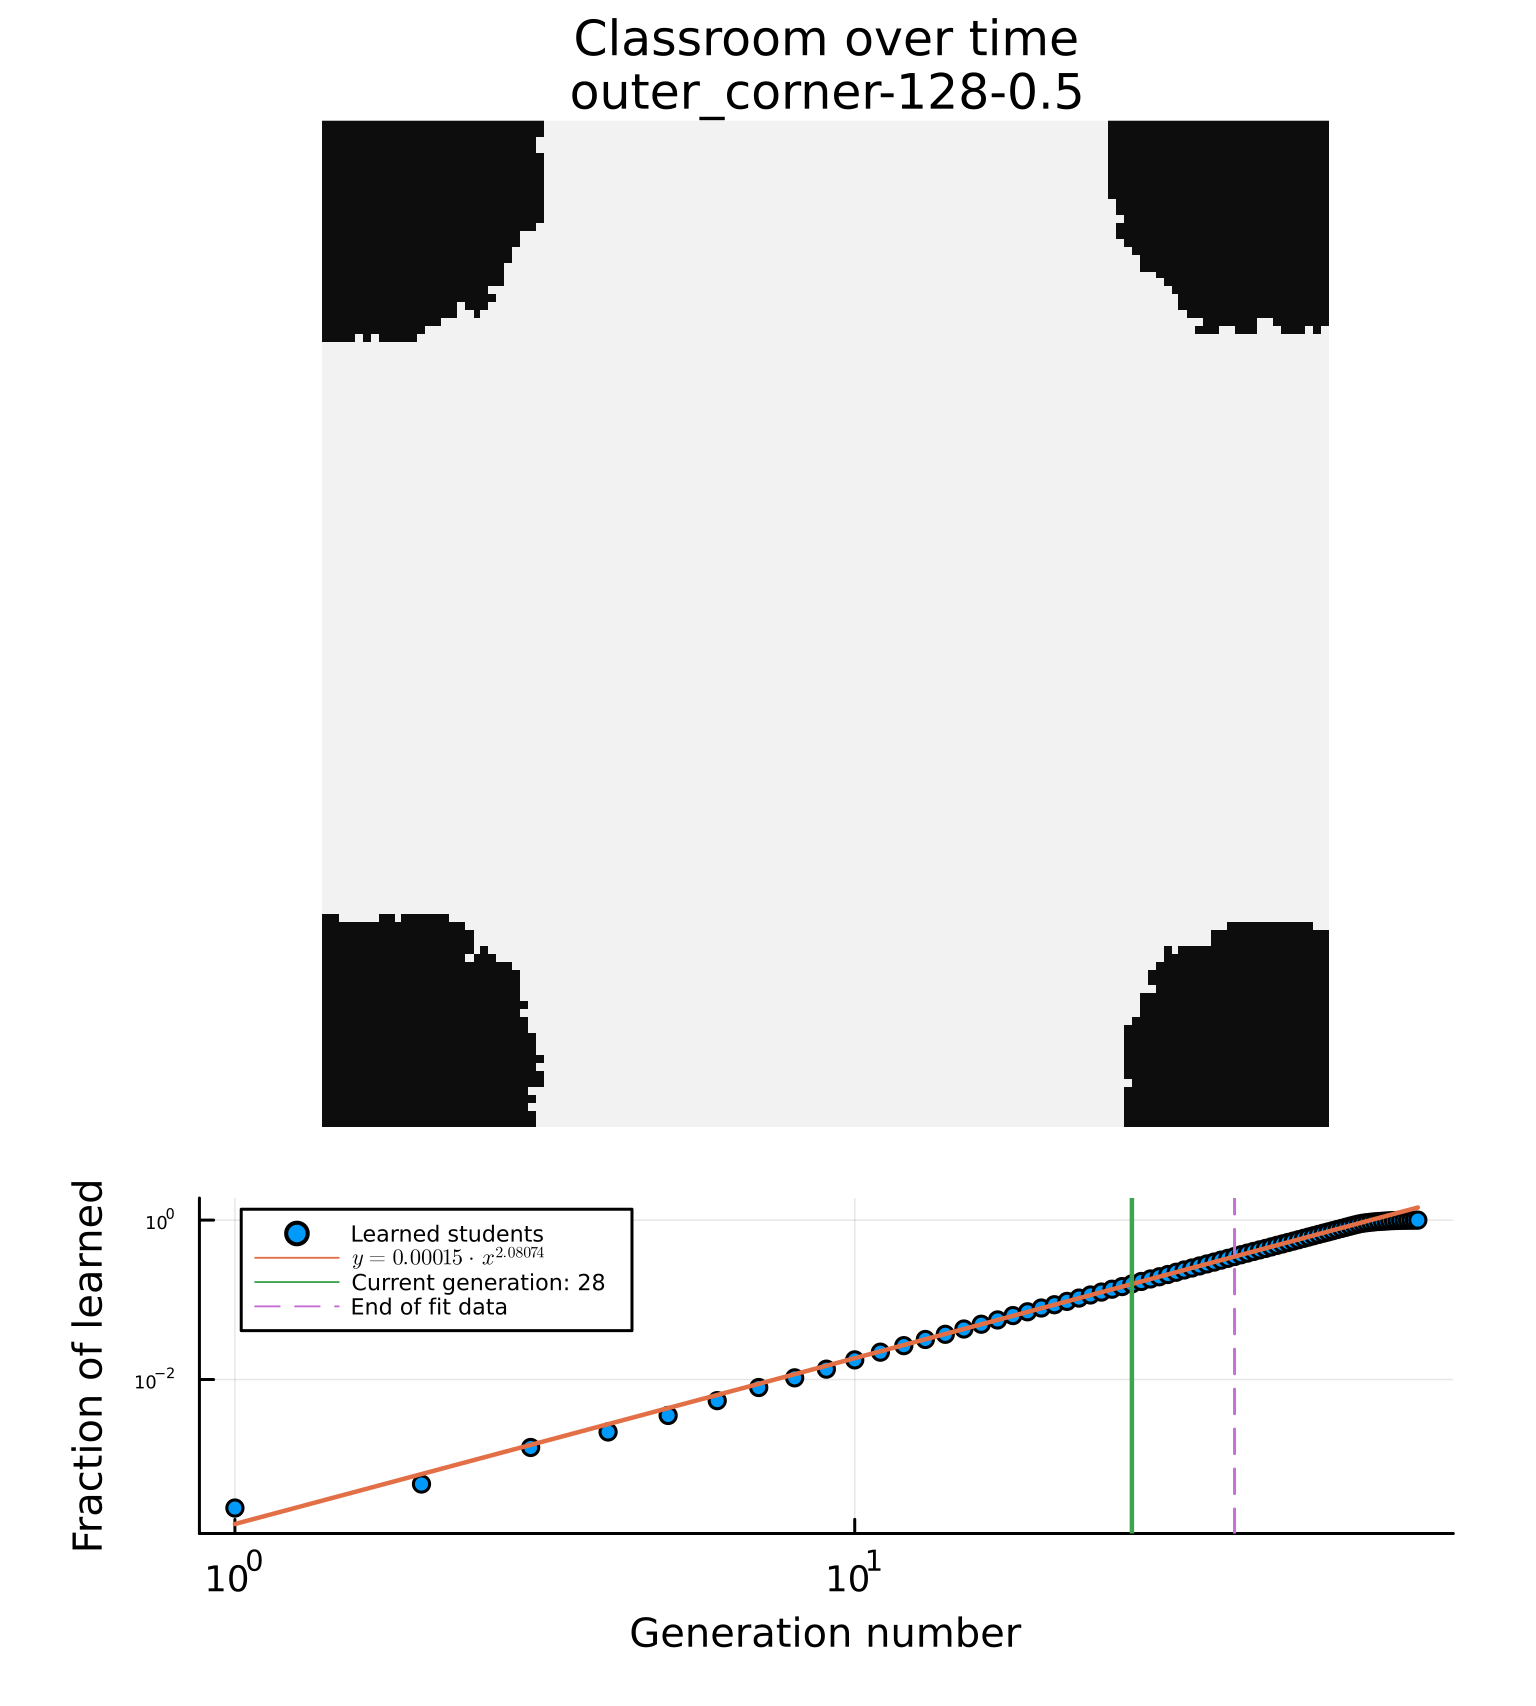 Classroom over time
outer_corner-128-0.5
10^0
10^{-2}
Fraction of learned
Learned students
y = 0.00015 · x^{2.08074}
Current generation: 28
End of fit data
10^0
10^1
Generation number